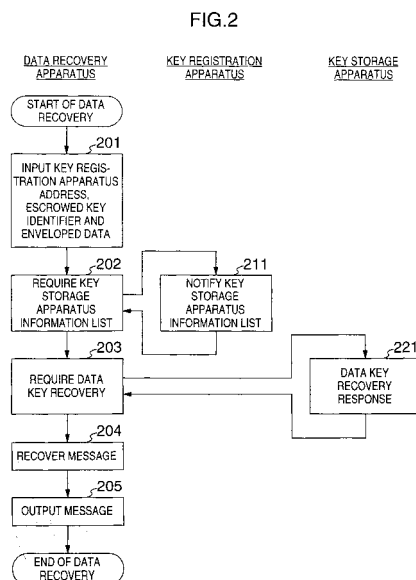 FIG.2
DATA RECOVERY
APPARATUS
KEY REGISTRATION
APPARATUS
KEY STORAGE
APPARATUS
START OF DATA
RECOVERY
201
INPUT KEY REGIS-
TRATION APPARATUS
ADDRESS,
ESCROWED KEY
IDENTIFIER AND
ENVELOPED DATA
202
REQUIRE KEY
STORAGE
APPARATUS
INFORMATION LIST
211
NOTIFY KEY
STORAGE
APPARATUS
INFORMATION LIST
203
REQUIRE DATA
KEY RECOVERY
221
DATA KEY
RECOVERY
RESPONSE
204
RECOVER MESSAGE
205
OUTPUT MESSAGE
END OF DATA
RECOVERY